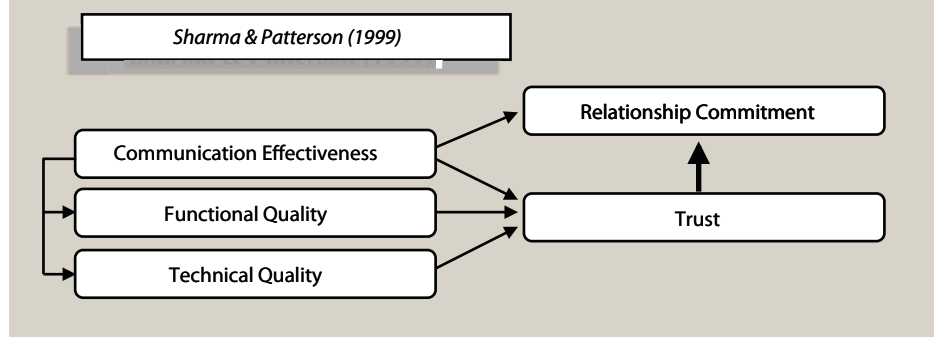 Sharma & Patterson (1999)
Relationship Commitment
Communication Effectiveness
Functional Quality
Trust
Technical Quality